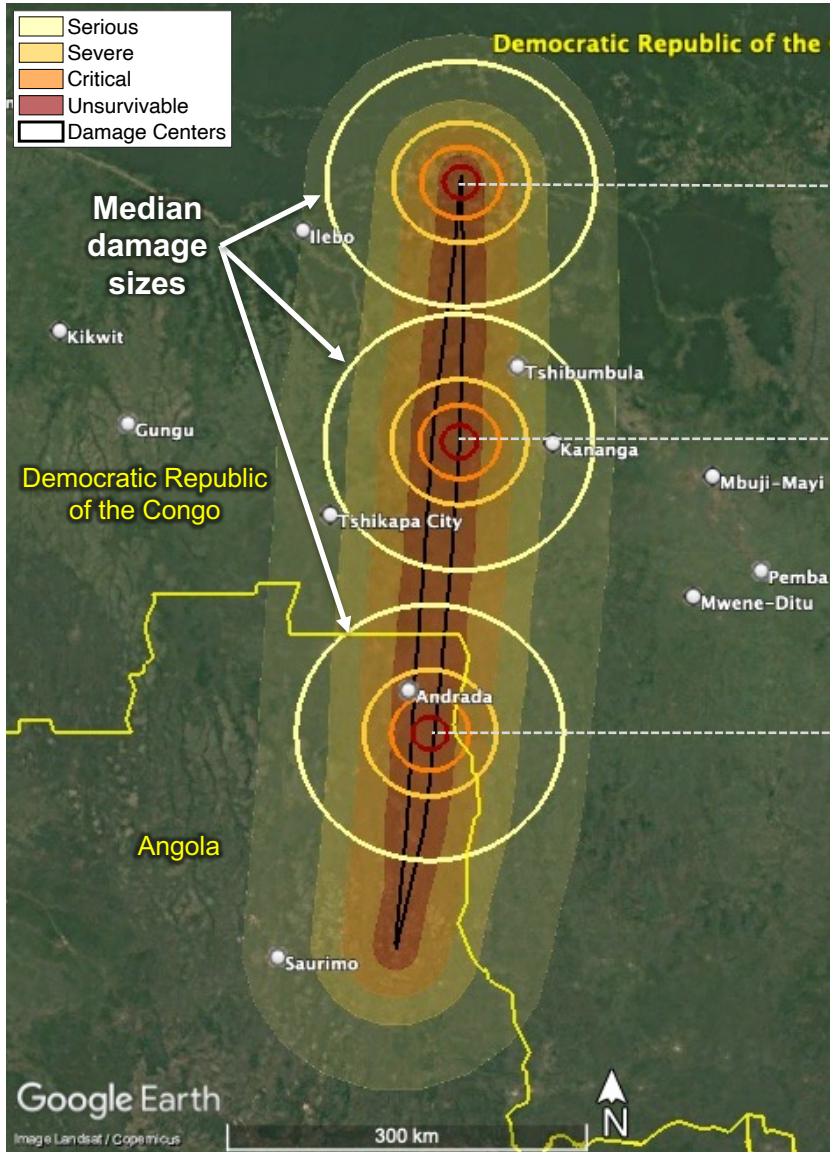 Serious
Severe
Critical
Unsurvivable
Damage Centers
Democratic Republic of the
Median
damage
sizes
Ilebo
Kikwit
Tshibumbula
Gungu
Kananga
Democratic Republic
of the Congo
Mbuji-Mayi
Tshikapa City
Pemba
Mwene-Ditu
Andrada
Angola
Saurimo
Google Earth
N
300 km
Image Landsat / Copernicus